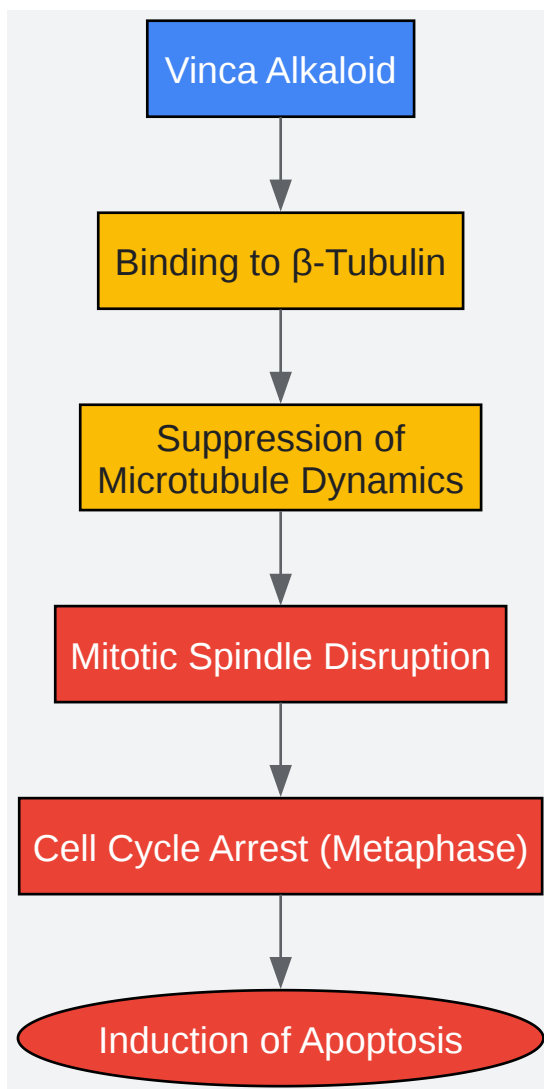 Vinca Alkaloid
Binding to β-Tubulin
Suppression of
Microtubule Dynamics
Mitotic Spindle Disruption
Cell Cycle Arrest (Metaphase)
Induction of Apoptosis